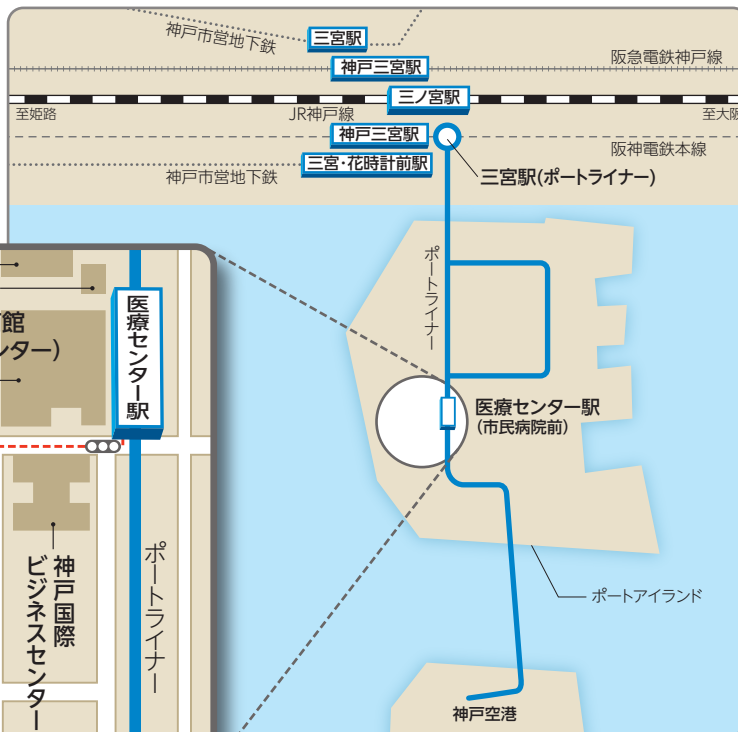 神戸市営地下鉄
三宮駅
神戸三宮駅
阪急電鉄神戸線
三ノ宮駅
至姫路
JR神戸線
至大阪
神戸三宮駅
阪神電鉄本線
三宮・花時計前駅
神戸市営地下鉄
三宮駅(ポートライナー)
ポートライナー
医療センター駅
(市民病院前)
ポートアイランド
神戸空港
館
ンター)
医療センター駅
神戸国際
ビジネスセンター
ポートライナー